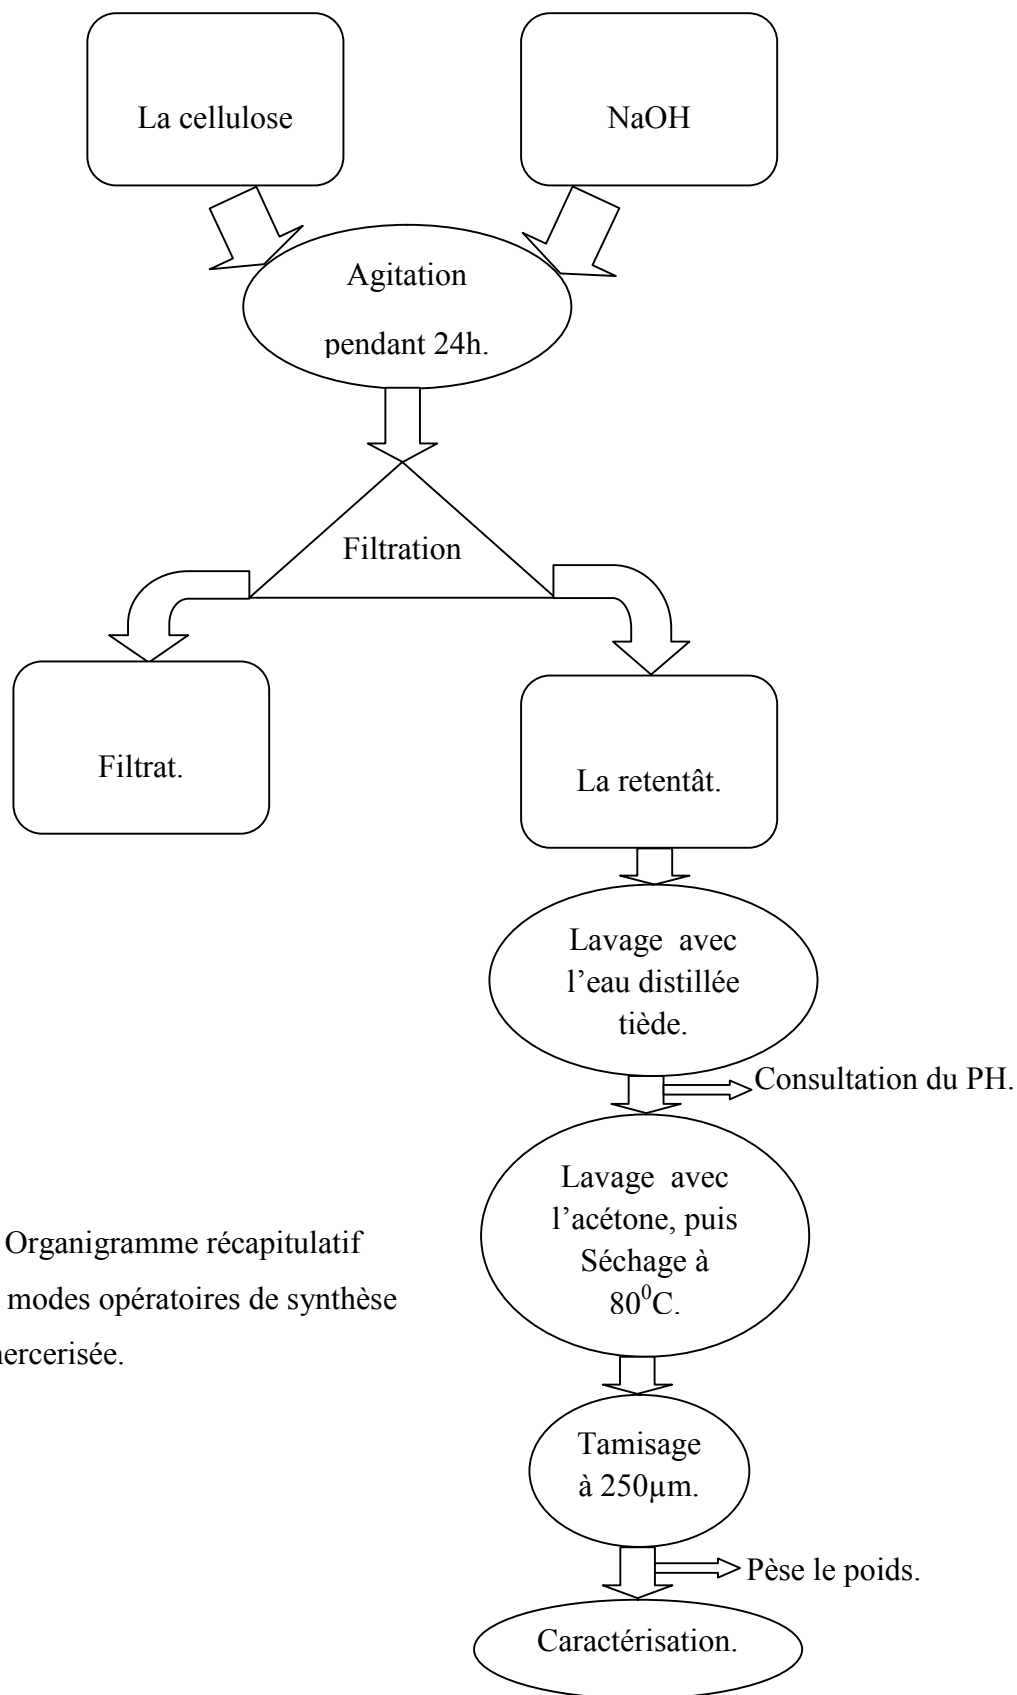 La cellulose
NaOH
Agitation
pendant 24h.
Filtration
Filtrat.
La retentât.
Lavage avec
l’eau distillée
tiède.
Consultation du PH.
Lavage avec
l’acétone, puis
Séchage à
80⁰C.
Organigramme récapitulatif
modes opératoires de synthèse
Tamisage
à 250µm.
Pèse le poids.
Caractérisation.